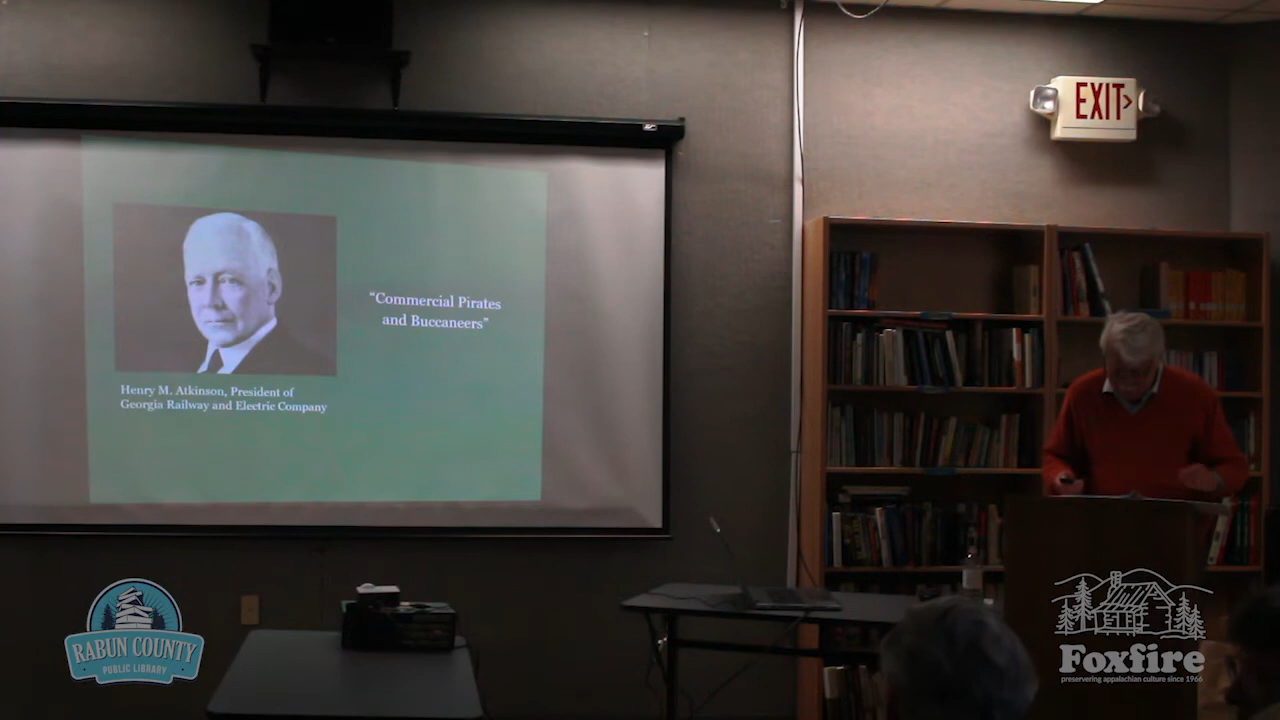 EXIT>
"Commercial Pirates
and Buccaneers"
Henry M. Atkinson, President of
Georgia Railway and Electric Company
RABUN COUNTY
PUBLIC LIBRARY
Foxfire
preservering appalachian culture since 1966